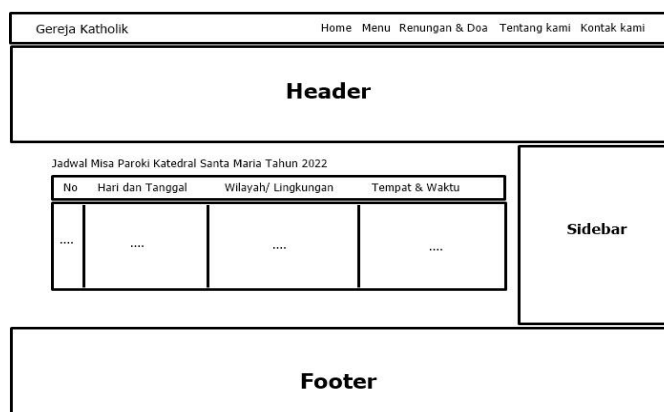 Gereja Katholik Home Menu Renungan & Doa Tentang kami Kontak kami
Header
Jadwal Misa Paroki Katedral Santa Maria Tahun 2022
No Hari dan Tanggal Wilayah/ Lingkungan Tempat & Waktu
.... .... .... ....
Sidebar
Footer